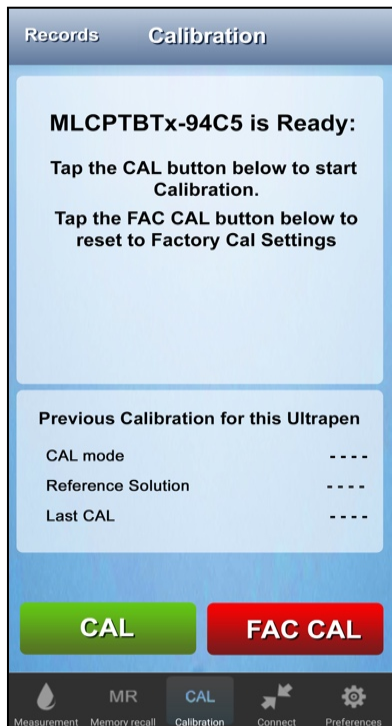 Records Calibration
MLCPTBTx-94C5 is Ready:
Tap the CAL button below to start
Calibration.
Tap the FAC CAL button below to
reset to Factory Cal Settings
Previous Calibration for this Ultrapen
CAL mode - - - -
Reference Solution - - - -
Last CAL - - - -
CAL FAC CAL
MR CAL
Measurement Memory recall Calibration Connect Preferences